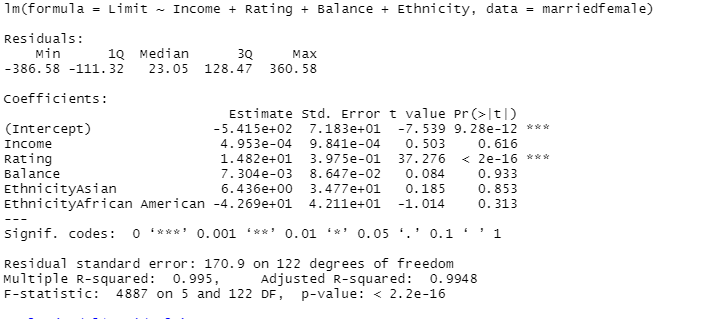 lm(formula = Limit ~ Income + Rating + Balance + Ethnicity, data = marriedfemale)
Residuals:
Min 1Q Median 3Q Max
-386.58 -111.32 23.05 128.47 360.58
Coefficients:
Estimate Std. Error t value Pr(>|t|)
(Intercept) -5.415e+02 7.183e+01 -7.539 9.28e-12 ***
Income 4.953e-04 9.841e-04 0.503 0.616
Rating 1.482e+01 3.975e-01 37.276 < 2e-16 ***
Balance 7.304e-03 8.647e-02 0.084 0.933
EthnicityAsian 6.436e+00 3.477e+01 0.185 0.853
EthnicityAfrican American -4.269e+01 4.211e+01 -1.014 0.313
---
Signif. codes: 0 ‘***’ 0.001 ‘**’ 0.01 ‘*’ 0.05 ‘.’ 0.1 ‘ ’ 1
Residual standard error: 170.9 on 122 degrees of freedom
Multiple R-squared: 0.995, Adjusted R-squared: 0.9948
F-statistic: 4887 on 5 and 122 DF, p-value: < 2.2e-16